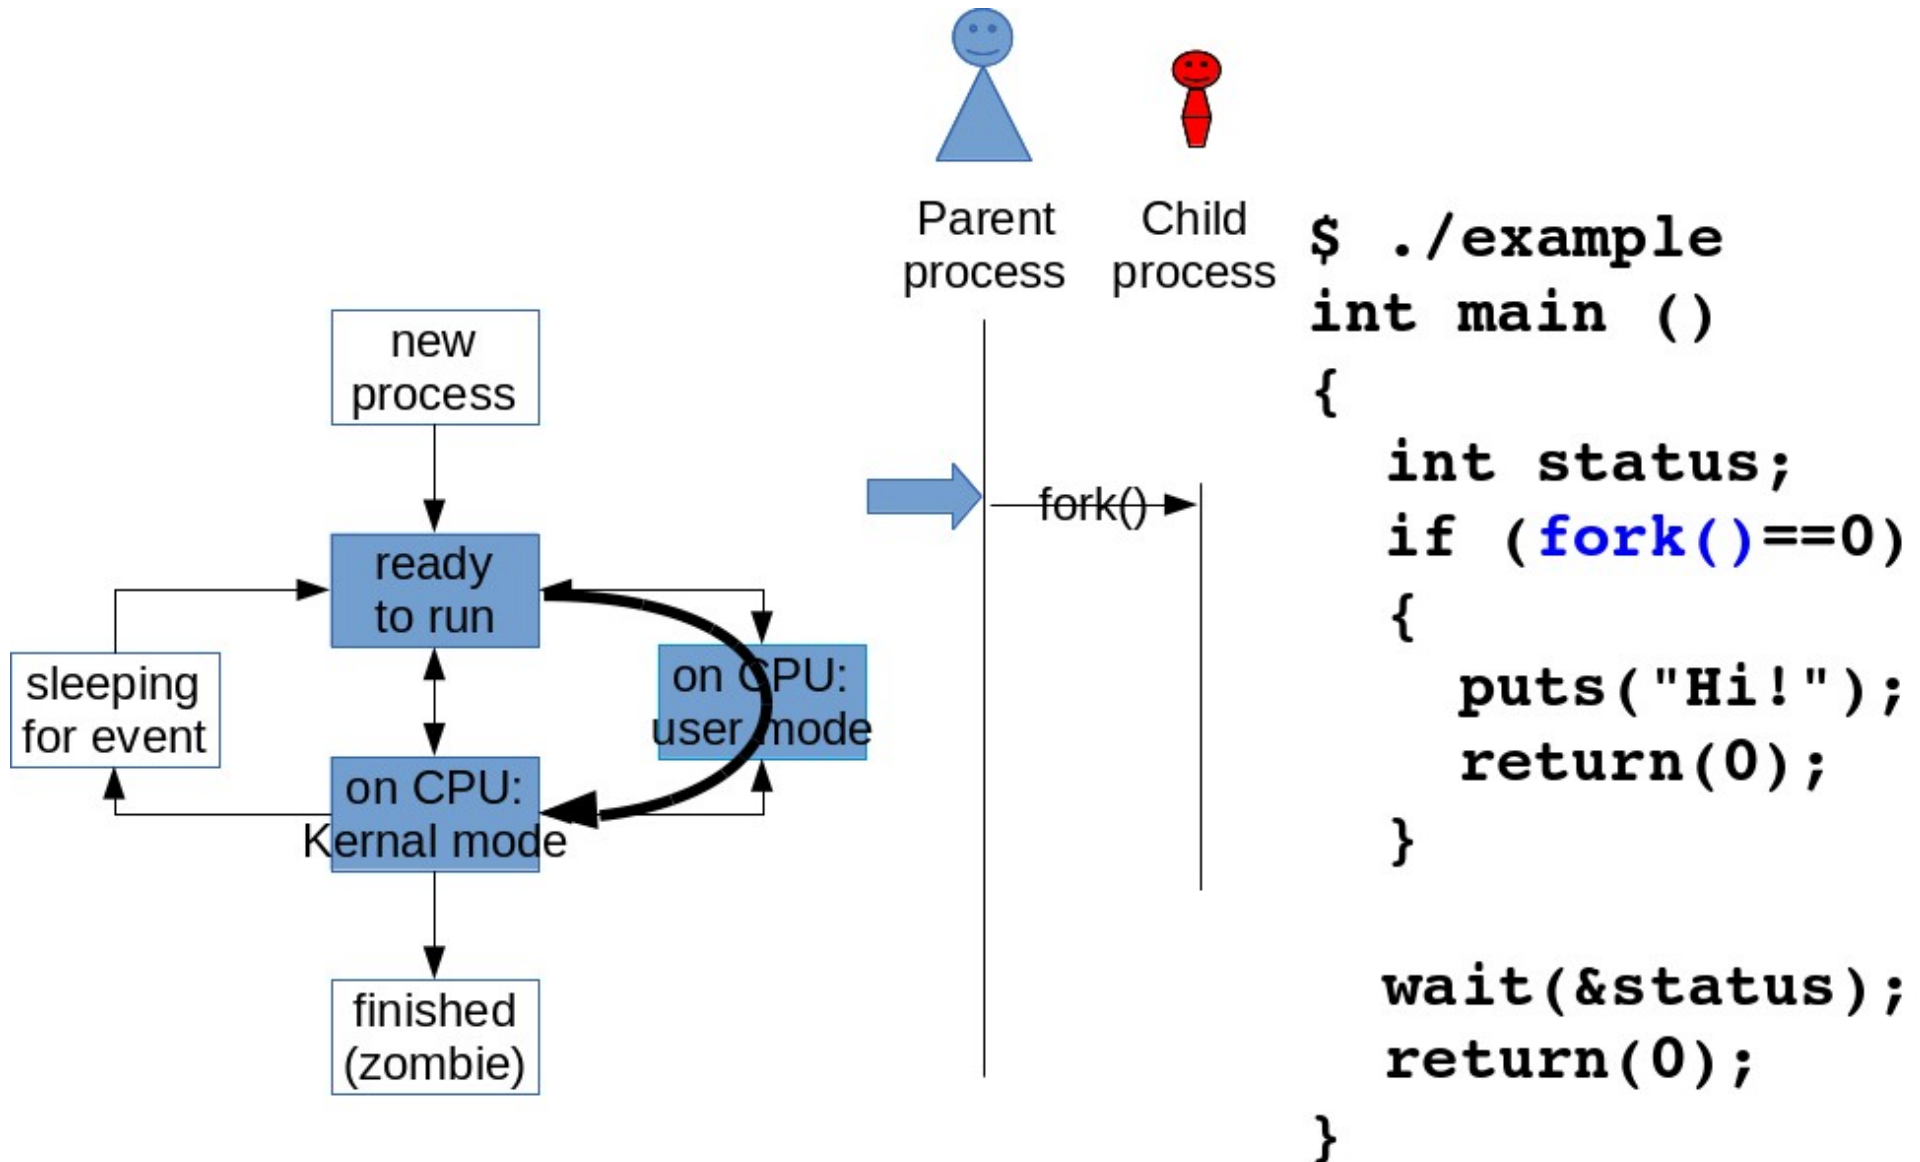 Parent
process
Child
process
$ ./example
int main ()
{
int status;
if (fork()==0)
{
puts("Hi!");
return(0);
}
wait(&status);
return(0);
}
new
process
ready
to run
sleeping
for event
on CPU:
user mode
on CPU:
Kernal mode
finished
(zombie)
fork()